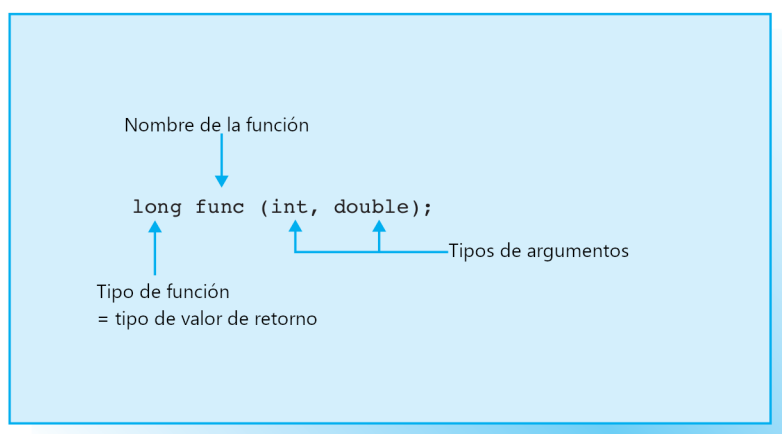 Nombre de la función
long func (int, double);
Tipos de argumentos
Tipo de función
= tipo de valor de retorno